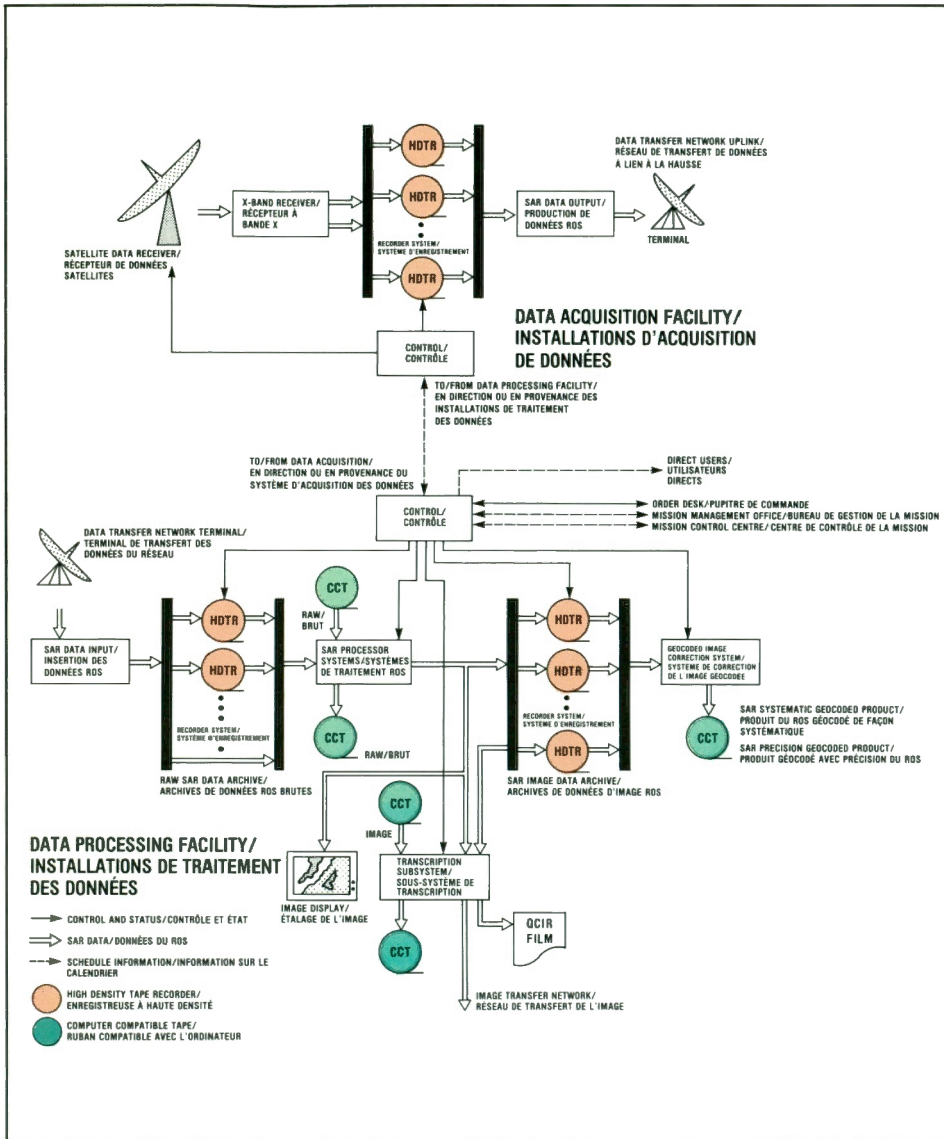 DATA TRANSFER NETWORK UPLINK/
RÉSEAU DE TRANSFERT DE DONNÉES
À LIEN À LA HAUSSE
HDTR
HDTR
X-BAND RECEIVER/
RÉCEPTEUR À
BANDE X
SAR DATA OUTPUT/
PRODUCTION DE
DONNÉES ROS
TERMINAL
RECORDER SYSTEM/
SYSTÈME D'ENREGISTREMENT
HDTR
SATELLITE DATA RECEIVER/
RÉCEPTEUR DE DONNÉES
SATELLITES
DATA ACQUISITION FACILITY/
INSTALLATIONS D'ACQUISITION
DE DONNÉES
CONTROL/
CONTRÔLE
TO/FROM DATA PROCESSING FACILITY/
EN DIRECTION OU EN PROVENANCE DES
INSTALLATIONS DE TRAITEMENT
DES DONNÉES
TO/FROM DATA ACQUISITION/
EN DIRECTION OU EN PROVENANCE DU
SYSTÈME D'ACQUISITION DES DONNÉES
DIRECT USERS/
UTILISATEURS
DIRECTS
CONTROL/
CONTRÔLE
ORDER DESK/PUPITRE DE COMMANDE
MISSION MANAGEMENT OFFICE/BUREAU DE GESTION DE LA MISSION
MISSION CONTROL CENTRE/CENTRE DE CONTRÔLE DE LA MISSION
DATA TRANSFER NETWORK TERMINAL/
TERMINAL DE TRANSFERT DES
DONNÉES DU RÉSEAU
CCT
HDTR
HDTR
RAW/
BRUT
SAR DATA INPUT/
INSERTION DES
DONNÉES ROS
HDTR
SAR PROCESSOR
SYSTEMS/SYSTÈMES
DE TRAITEMENT ROS
HDTR
GEOCODED IMAGE
CORRECTION SYSTEM/
SYSTÈME DE CORRECTION
DE L'IMAGE GÉOCODÉE
RECORDER SYSTEM/
SYSTÈME D'ENREGISTREMENT
CCT
RAW/BRUT
RECORDER SYSTEM/
SYSTÈME D'ENREGISTREMENT
HDTR
CCT
SAR SYSTEMATIC GEOCODED PRODUCT/
PRODUIT DU ROS GÉOCODÉ DE FAÇON
SYSTÉMATIQUE
SAR PRECISION GEOCODED PRODUCT/
PRODUIT GÉOCODÉ AVEC PRÉCISION DU ROS
RAW SAR DATA ARCHIVE/
ARCHIVES DE DONNÉES ROS BRUTES
SAR IMAGE DATA ARCHIVE/
ARCHIVES DE DONNÉES D'IMAGE ROS
CCT
IMAGE
DATA PROCESSING FACILITY/
INSTALLATIONS DE TRAITEMENT
DES DONNÉES
IMAGE DISPLAY/
ÉTALAGE DE L'IMAGE
TRANSCRIPTION
SUBSYSTEM/
SOUS-SYSTÈME DE
TRANSCRIPTION
CCT
QCIR
FILM
IMAGE TRANSFER NETWORK/
RÉSEAU DE TRANSFERT DE L'IMAGE
CONTROL AND STATUS/CONTRÔLE ET ÉTAT
SAR DATA/DONNÉES DU ROS
SCHEDULE INFORMATION/INFORMATION SUR LE
CALENDRIER
HIGH DENSITY TAPE RECORDER/
ENREGISTREUSE À HAUTE DENSITÉ
COMPUTER COMPATIBLE TAPE/
RUBAN COMPATIBLE AVEC L'ORDINATEUR